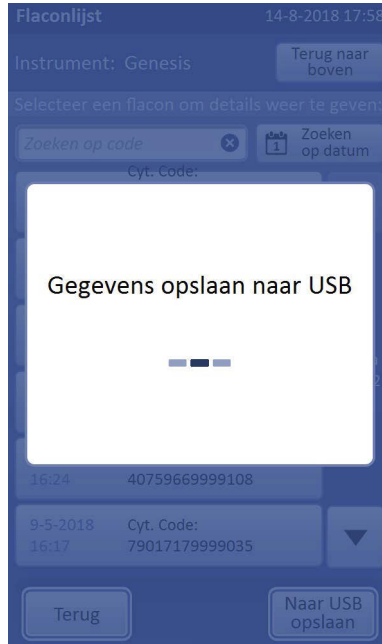 Flaconlijst 14-8-2018 17:58
Instrument: Genesis
Terug naar
boven
Selecteer een flacon om details weer te geven:
Zoeken op code
1
Zoeken
op datum
Cyt. Code:
Gegevens opslaan naar USB
2
16:24 40759669999108
9-5-2018 Cyt. Code:
16:17 79017179999035
Terug
Naar USB
opslaan